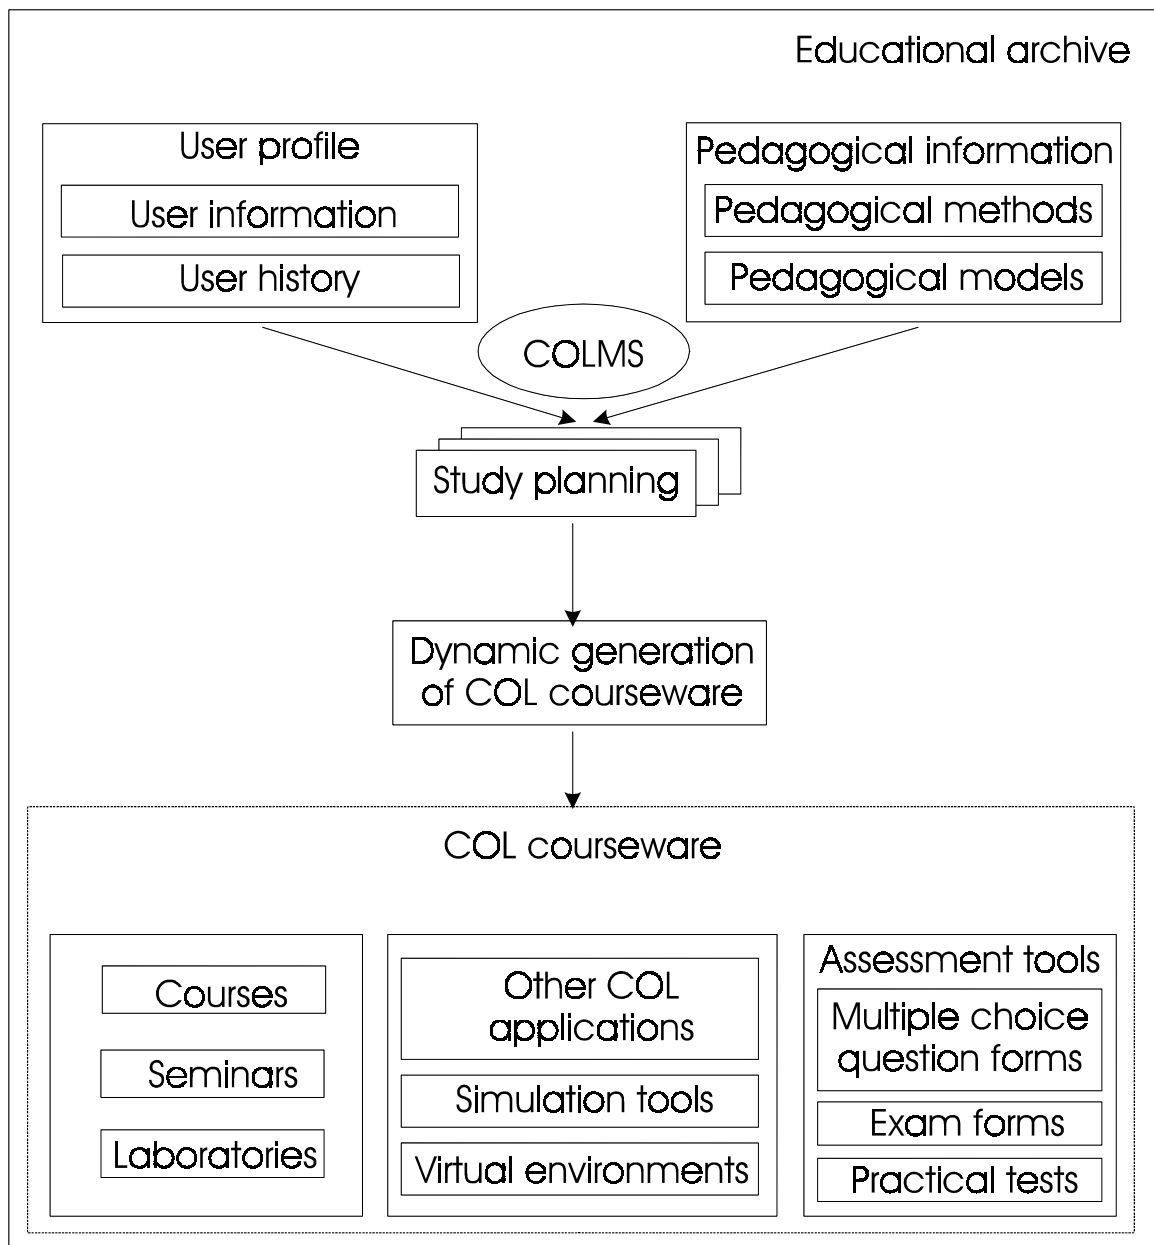 Educational archive
User profile
User information
User history
Pedagogical information
Pedagogical methods
Pedagogical models
COLMS
Study planning
Dynamic generation
of COL courseware
COL courseware
Courses
Seminars
Laboratories
Other COL
applications
Simulation tools
Virtual environments
Assessment tools
Multiple choice
question forms
Exam forms
Practical tests